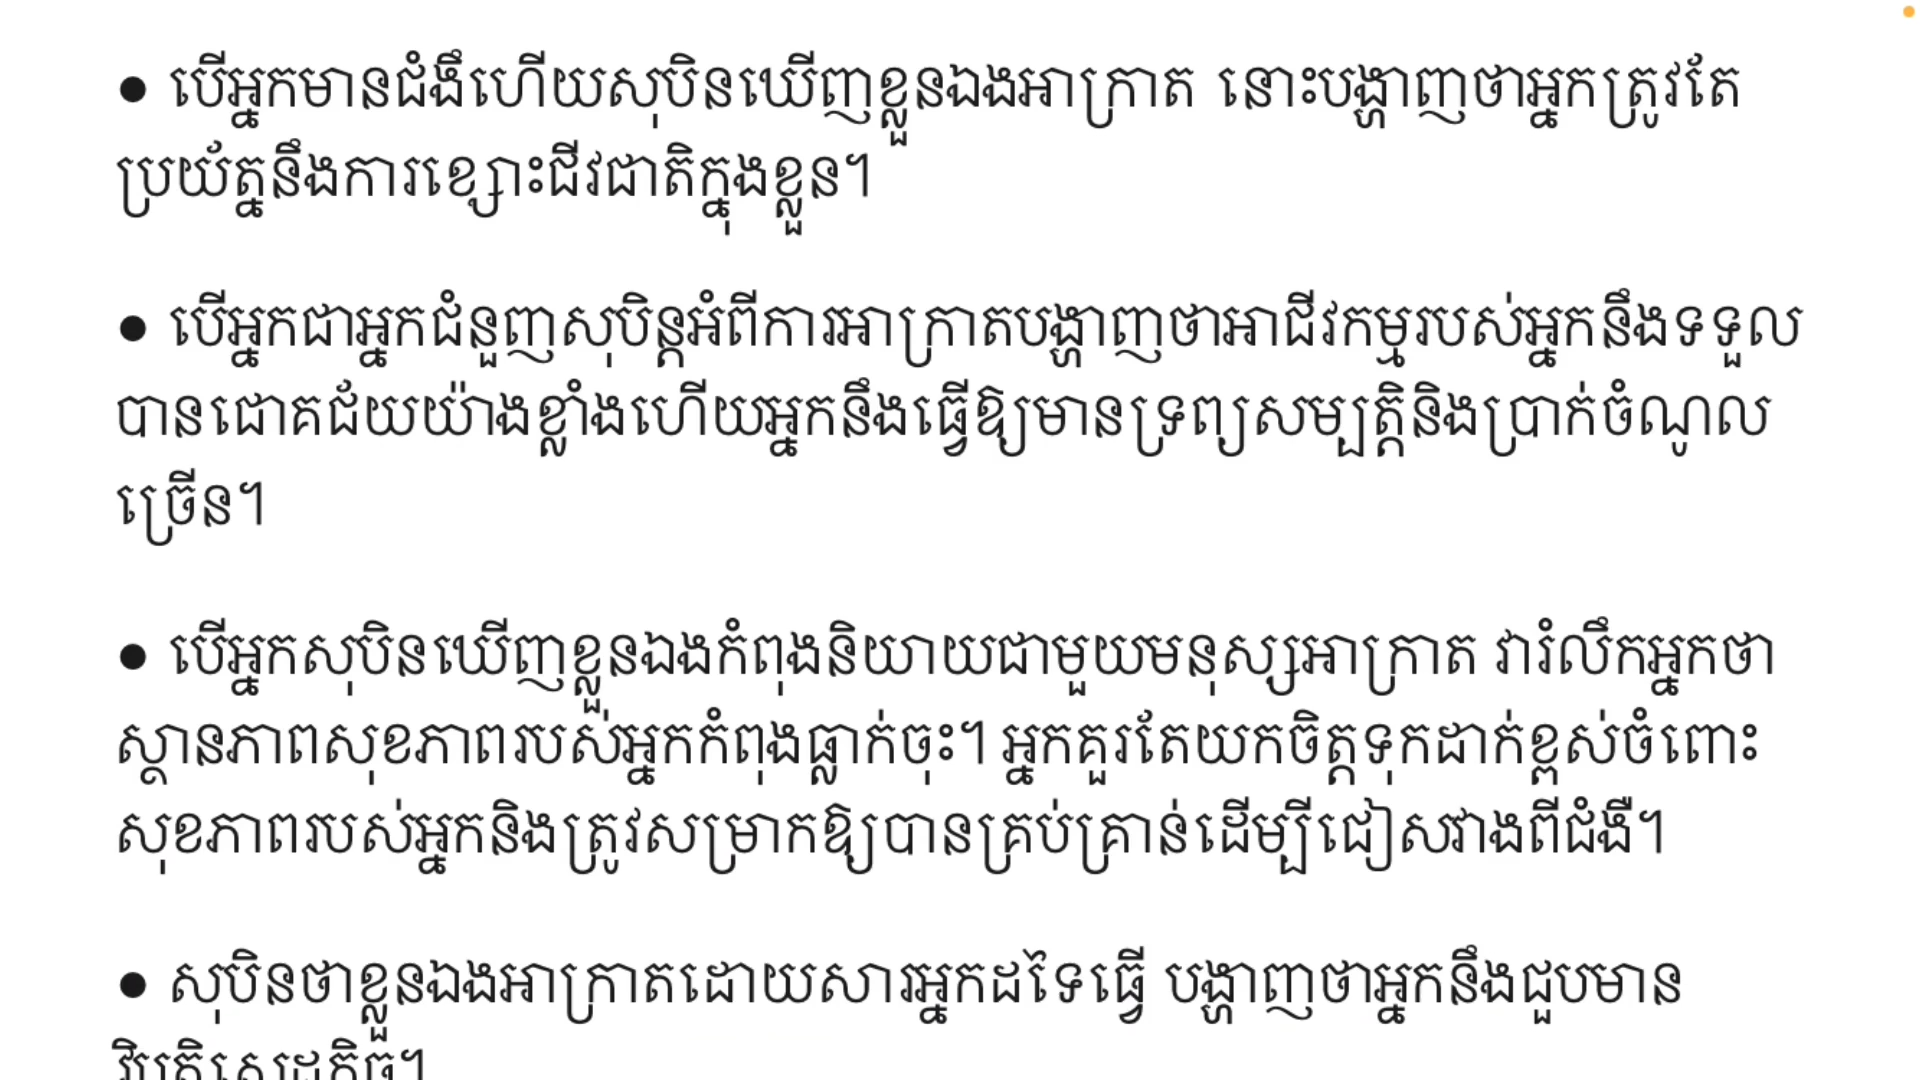 ● បើអ្នកមានជំងឺហើយសុបិនឃើញខ្លួនឯងអាក្រាត នោះបង្ហាញថាអ្នកត្រូវតែ
ប្រយ័ត្ននឹងការខ្សោះជីវជាតិក្នុងខ្លួន។
● បើអ្នកជាអ្នកជំនួញសុបិន្តអំពីការអាក្រាតបង្ហាញថាអាជីវកម្មរបស់អ្នកនឹងទទួល
បានជោគជ័យយ៉ាងខ្លាំងហើយអ្នកនឹងធ្វើឱ្យមានទ្រព្យសម្បត្តិនិងប្រាក់ចំណូល
ច្រើន។
● បើអ្នកសុបិនឃើញខ្លួនឯងកំពុងនិយាយជាមួយមនុស្សអាក្រាត វារំលឹកអ្នកថា
ស្ថានភាពសុខភាពរបស់អ្នកកំពុងធ្លាក់ចុះ។ អ្នកគួរតែយកចិត្តទុកដាក់ខ្ពស់ចំពោះ
សុខភាពរបស់អ្នកនិងត្រូវសម្រាកឱ្យបានគ្រប់គ្រាន់ដើម្បីជៀសវាងពីជំងឺ។
● សុបិនថាខ្លួនឯងអាក្រាតដោយសារអ្នកដទៃធ្វើ បង្ហាញថាអ្នកនឹងជួបមាន
វិបត្តិសេដ្ឋកិច្ច។